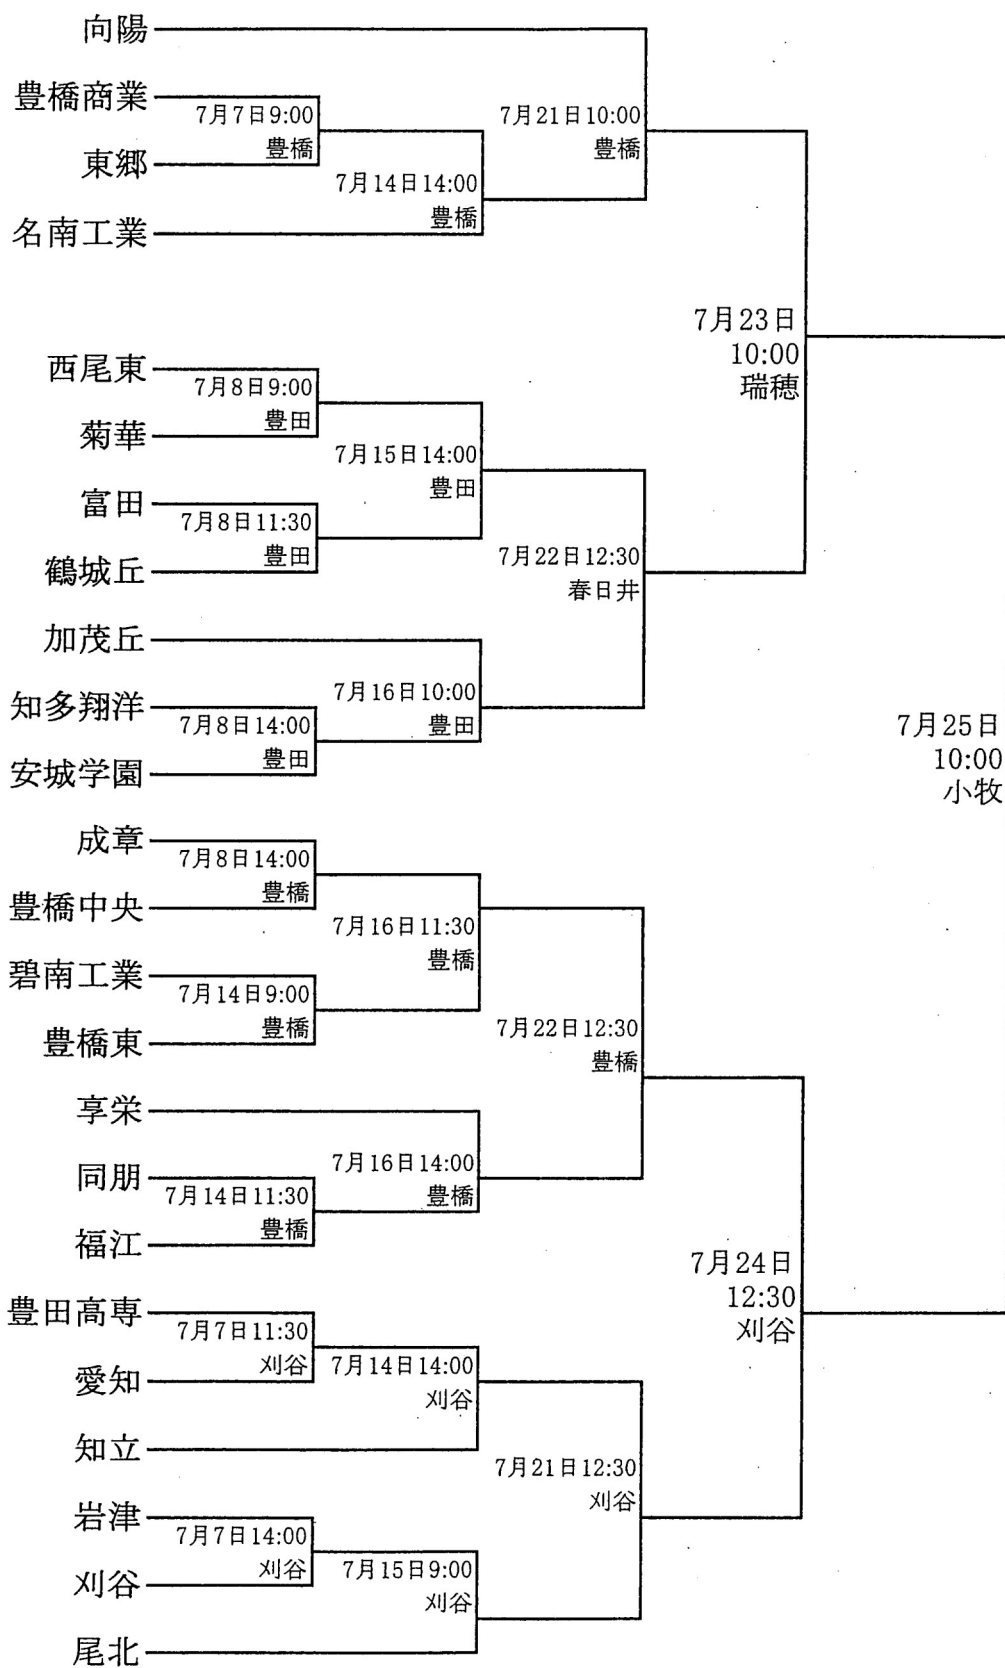 向陽
豊橋商業
7月7日9:00
豊橋
東郷
7月14日14:00
豊橋
名南工業
7月21日10:00
豊橋
西尾東
7月8日9:00
豊田
菊華
7月15日14:00
豊田
富田
7月8日11:30
豊田
鶴城丘
7月22日12:30
春日井
加茂丘
7月16日10:00
豊田
知多翔洋
7月8日14:00
豊田
安城学園
7月23日
10:00
瑞穂
7月25日
10:00
小牧
成章
7月8日14:00
豊橋
豊橋中央
7月16日11:30
豊橋
碧南工業
7月14日9:00
豊橋
豊橋東
7月22日12:30
豊橋
享栄
7月16日14:00
豊橋
同朋
7月14日11:30
豊橋
福江
7月24日
12:30
刈谷
豊田高専
7月7日11:30
刈谷
愛知
7月14日14:00
刈谷
知立
7月21日12:30
刈谷
岩津
7月7日14:00
刈谷
刈谷
7月15日9:00
刈谷
尾北